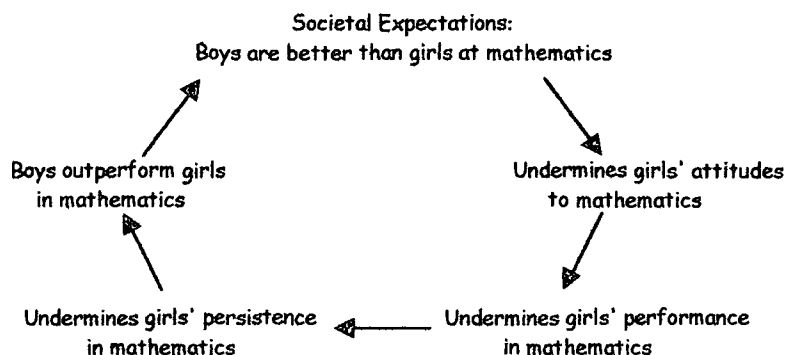 Societal Expectations:
Boys are better than girls at mathematics
Undermines girls' attitudes
to mathematics
Undermines girls' performance
in mathematics
Undermines girls' persistence
in mathematics
Boys outperform girls
in mathematics